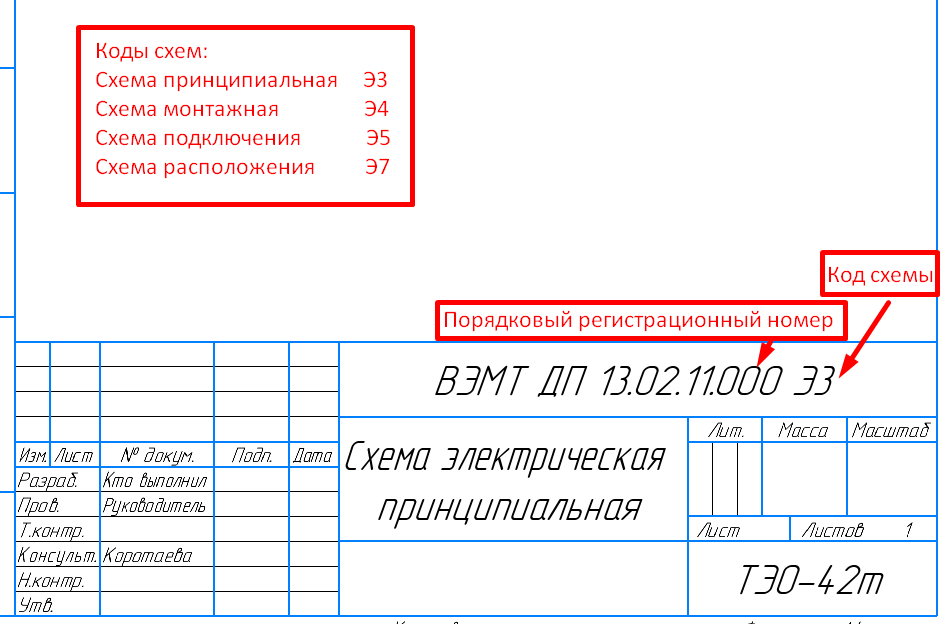 Коды схем:
Схема принципиальная Э3
Схема монтажная Э4
Схема подключения Э5
Схема расположения Э7
Код схемы
Порядковый регистрационный номер
ВЭМТ ДП 13.02.11.000 Э3
Лит. Масса Масштаб
Изм. Лист № докум. Подп. Дата
Схема электрическая
принципиальная
Разраб. Кто выполнил
Пров. Руководитель
Т.контр.
Лист Листов 1
Консульт. Коротаева
Н.контр.
ТЭО-42т
Утв.